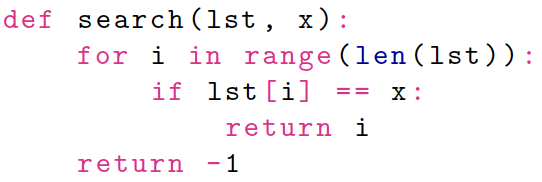 def search(lst, x):
    for i in range(len(lst)):
        if lst[i] == x:
            return i
    return -1